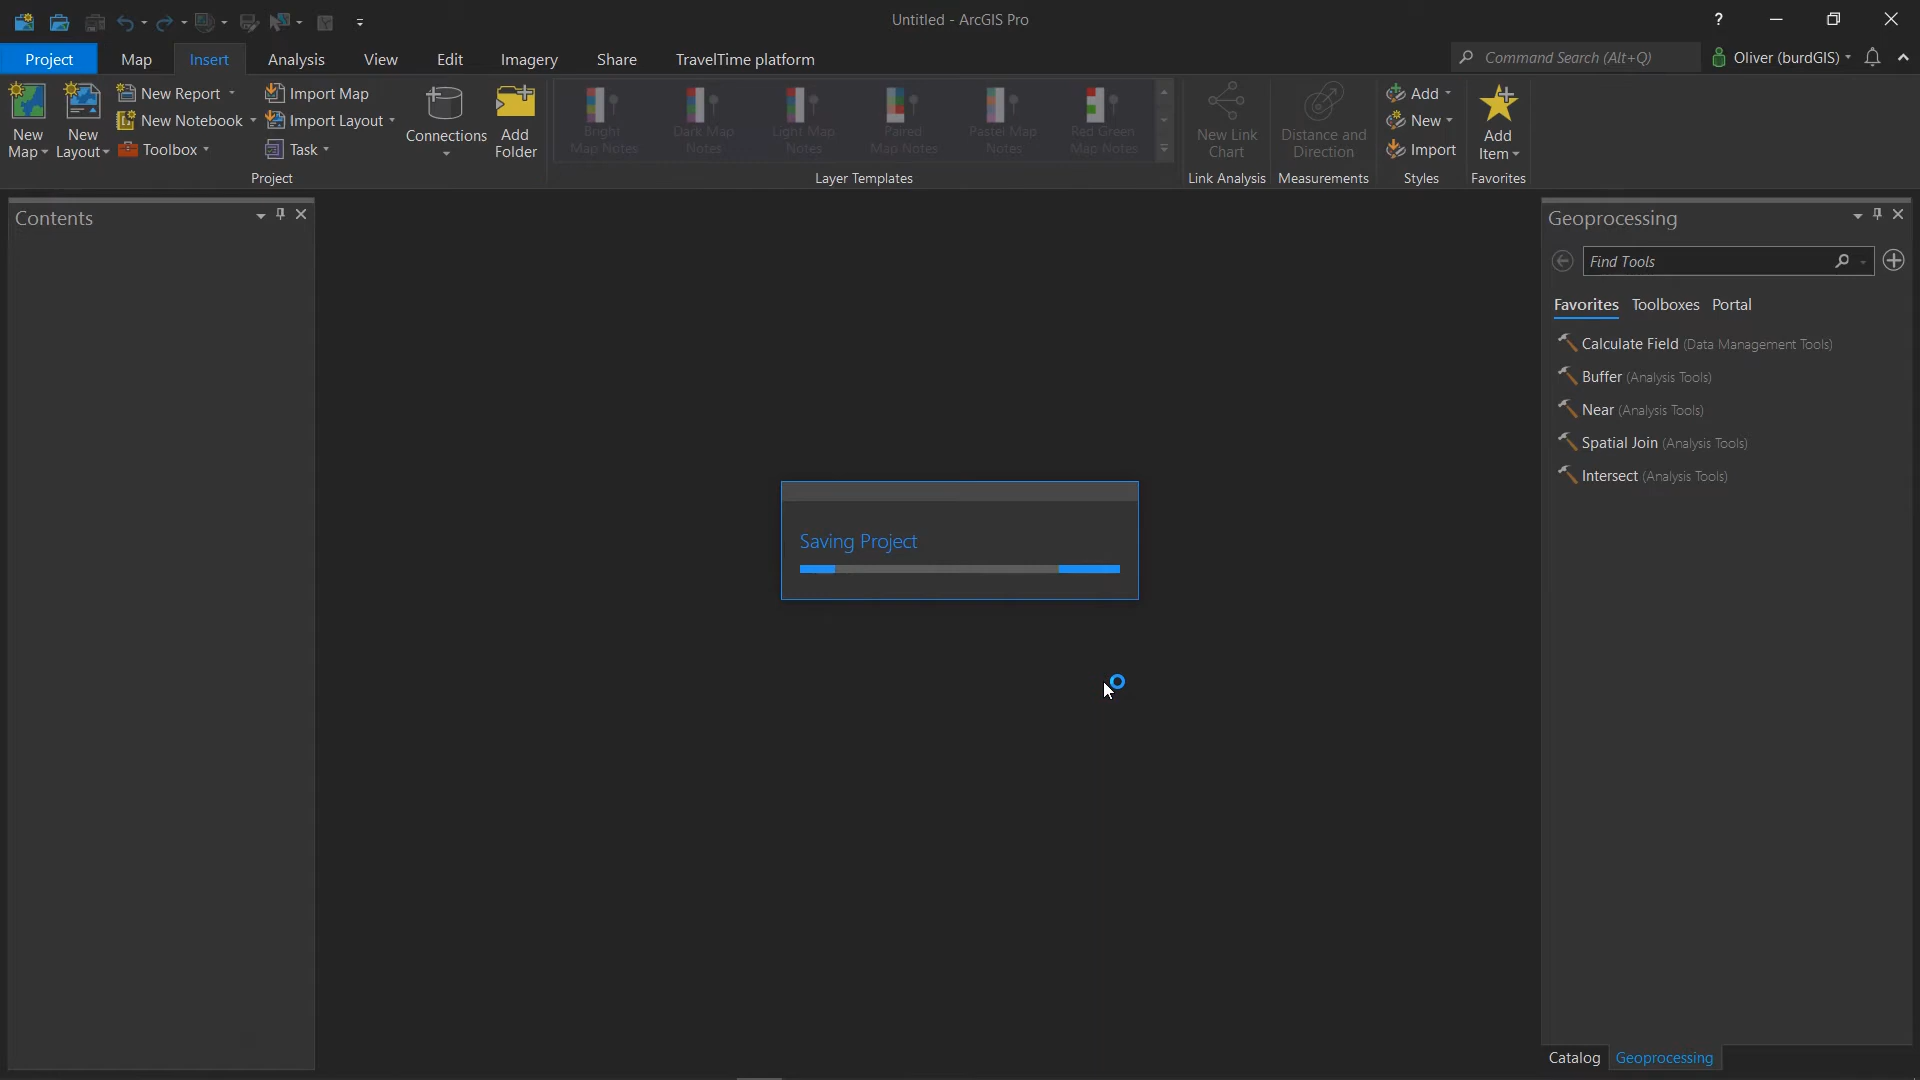 Untitled - ArcGIS Pro
?
Project
Map
Insert
Analysis
View
Edit
Imagery
Share
TravelTime platform
Command Search (Alt+Q)
Oliver (burdGIS)
New Map
New Layout
New Report
New Notebook
Toolbox
Import Map
Import Layout
Task
Connections
Add Folder
Project
Bright Map Notes
Dark Map Notes
Light Map Notes
Paired Map Notes
Pastel Map Notes
Red Green Map Notes
Layer Templates
New Link Chart
Link Analysis
Distance and Direction
Measurements
Add
New
Import
Styles
Add Item
Favorites
Contents
Saving Project
Geoprocessing
Find Tools
Favorites
Toolboxes
Portal
Calculate Field (Data Management Tools)
Buffer (Analysis Tools)
Near (Analysis Tools)
Spatial Join (Analysis Tools)
Intersect (Analysis Tools)
Catalog
Geoprocessing